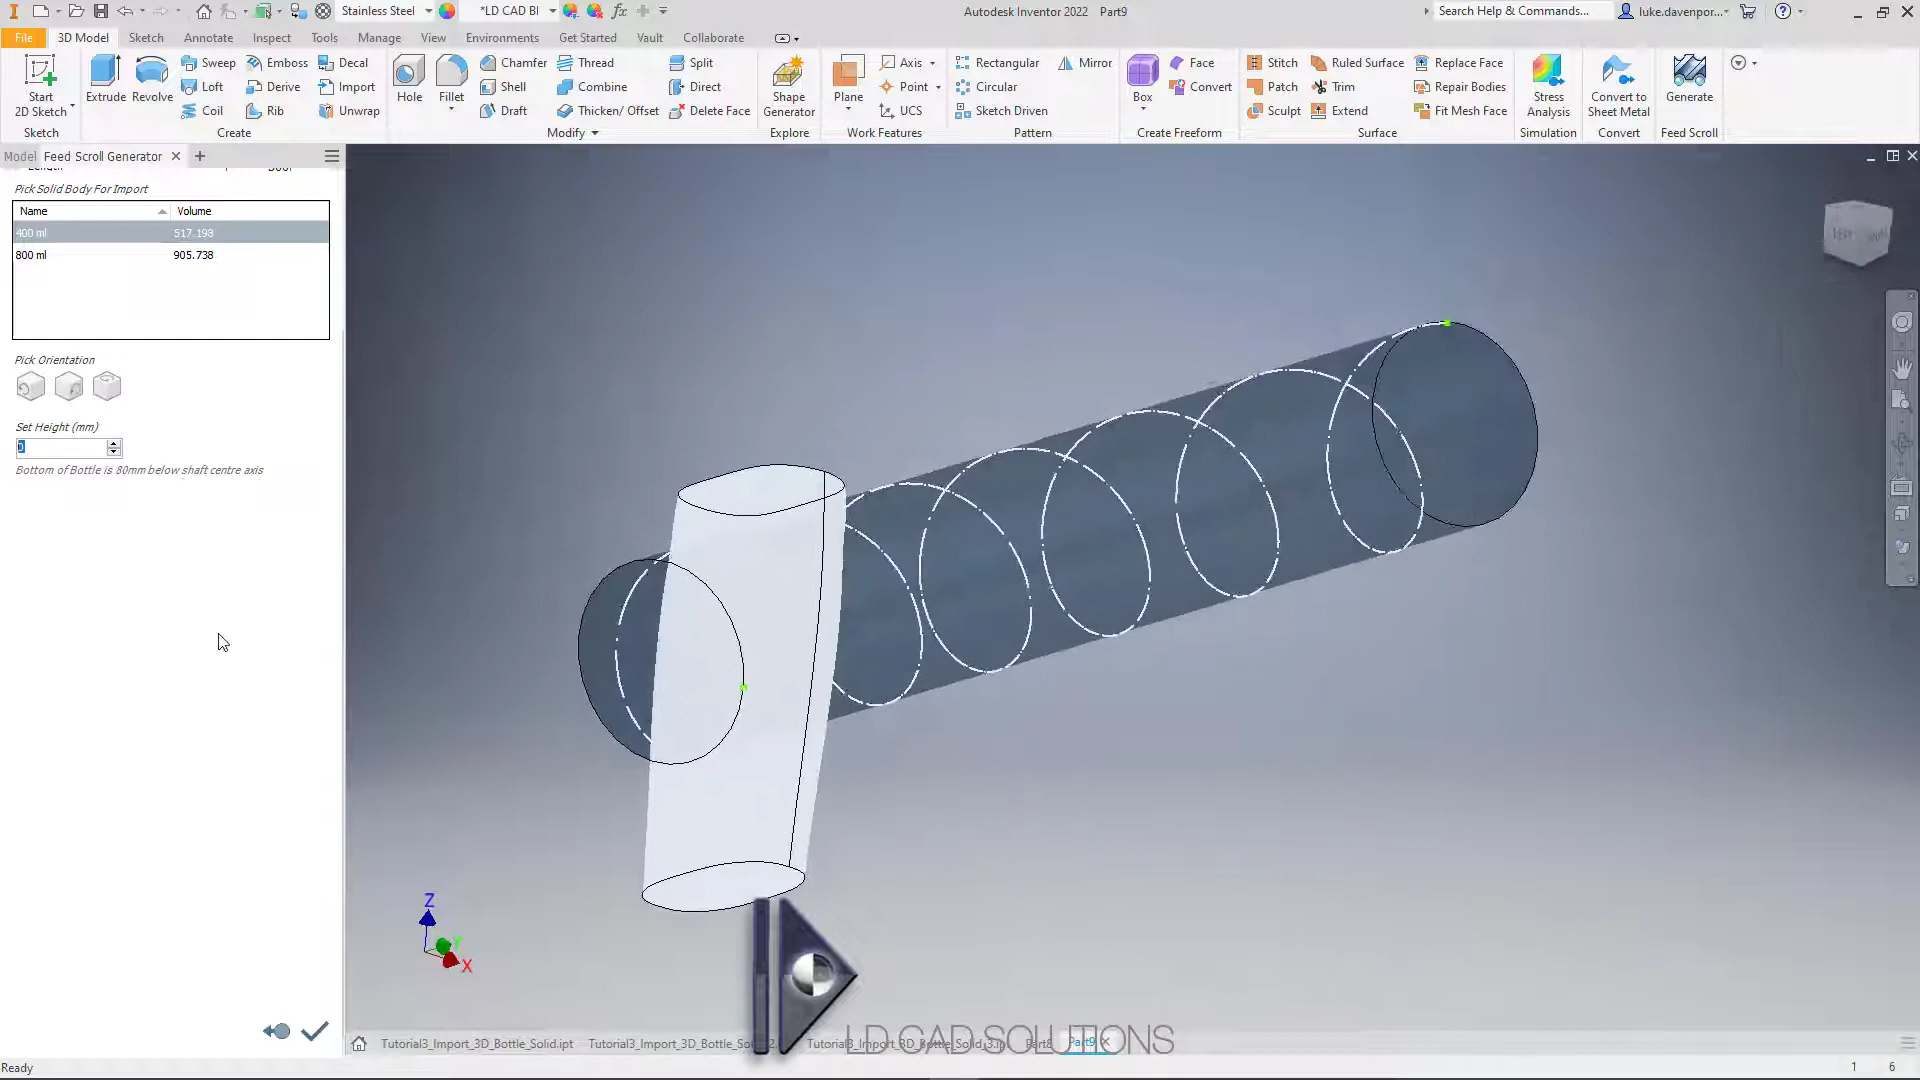 Stainless Steel
*LD CAD Bl
fx
Autodesk Inventor 2022 Part9
Search Help & Commands...
luke.davenpor...
File
3D Model
Sketch
Annotate
Inspect
Tools
Manage
View
Environments
Get Started
Vault
Collaborate
Start
2D Sketch
Extrude
Revolve
Sweep
Loft
Coil
Emboss
Derive
Rib
Decal
Import
Unwrap
Hole
Fillet
Chamfer
Shell
Draft
Thread
Combine
Thicken/ Offset
Split
Direct
Delete Face
Shape
Generator
Plane
Axis
Point
UCS
Rectangular
Circular
Sketch Driven
Mirror
Box
Face
Convert
Stitch
Patch
Sculpt
Ruled Surface
Trim
Extend
Replace Face
Repair Bodies
Fit Mesh Face
Stress
Analysis
Convert to
Sheet Metal
Generate
Sketch
Create
Modify
Explore
Work Features
Pattern
Create Freeform
Surface
Simulation
Convert
Feed Scroll
Model
Feed Scroll Generator
Pick Solid Body For Import
Name Volume
400 ml 517.198
800 ml 905.738
Pick Orientation
Set Height (mm)
0
Bottom of Bottle is 80mm below shaft centre axis
Z
Y
X
Tutorial3_Import_3D_Bottle_Solid.ipt
Part8
Part9
LD CAD SOLUTIONS
Ready
1 6